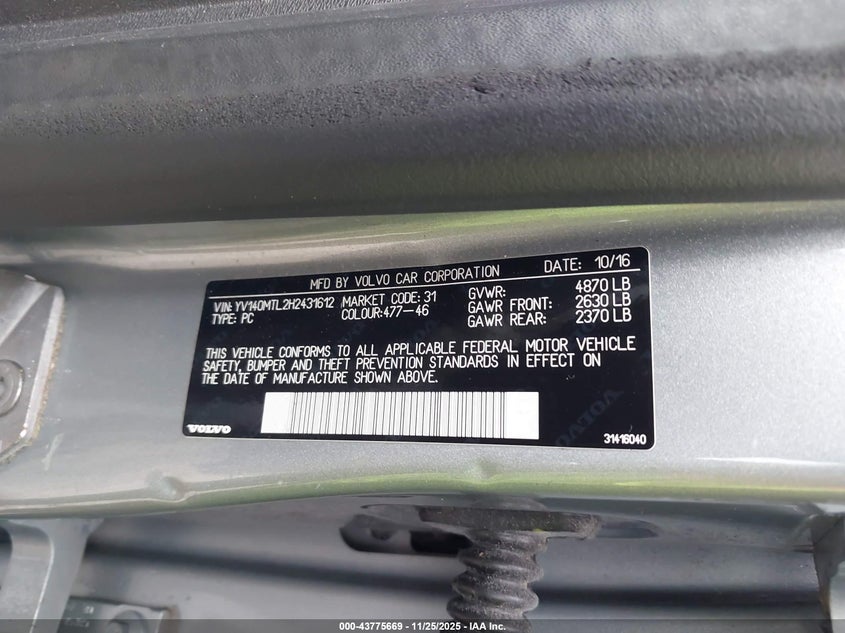 MFD BY VOLVO CAR CORPORATION DATE: 10/16
VIN: YV140MTL2H2431612 MARKET CODE: 31 GVWR: 4870 LB
TYPE: PC COLOUR:477-46 GAWR FRONT: 2630 LB
GAWR REAR: 2370 LB
THIS VEHICLE CONFORMS TO ALL APPLICABLE FEDERAL MOTOR VEHICLE
SAFETY, BUMPER AND THEFT PREVENTION STANDARDS IN EFFECT ON
THE DATE OF MANUFACTURE SHOWN ABOVE.
VOLVO 31416040
000-43775669 - 11/25/2025 - IAA Inc.